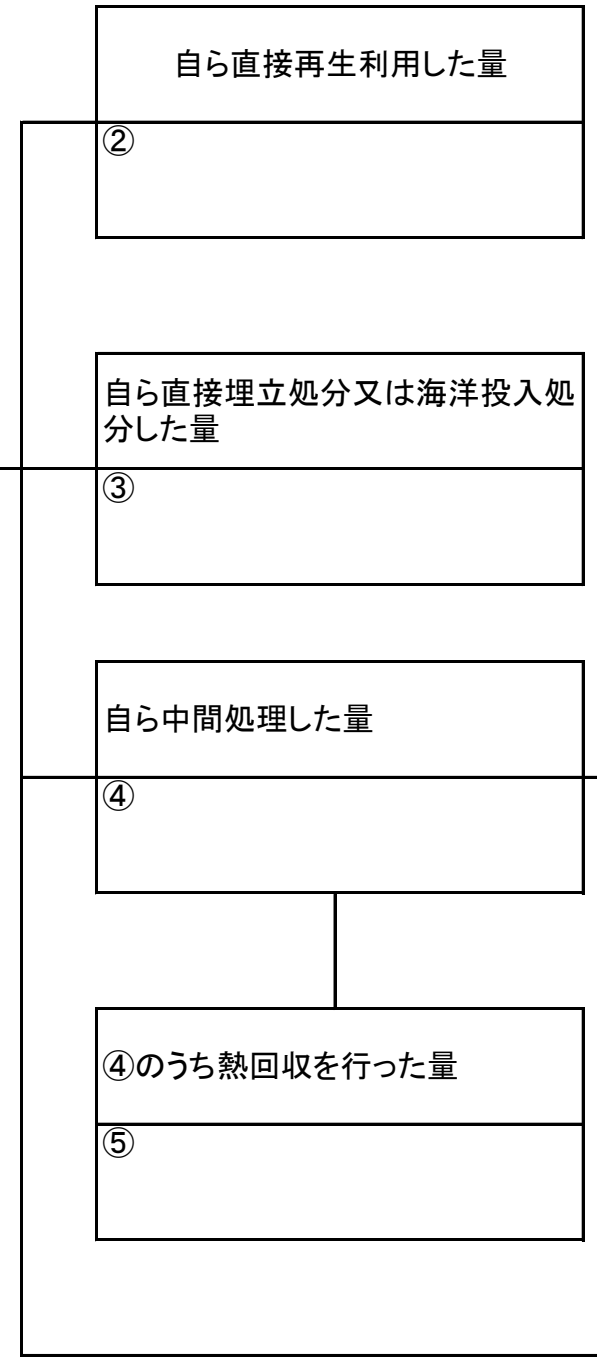 自ら直接再生利用した量
②
自ら直接埋立処分又は海洋投入処
分した量
③
自ら中間処理した量
④
④のうち熱回収を行った量
⑤